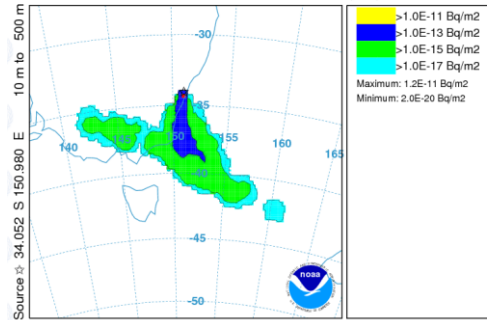 Source ☆ 34.052 S 150.980 E    10 m to  500 m
-30
-35
140
145
150
155
160
165
-40
-45
-50
noaa
>1.0E-11 Bq/m2
>1.0E-13 Bq/m2
>1.0E-15 Bq/m2
>1.0E-17 Bq/m2
Maximum: 1.2E-11 Bq/m2
Minimum: 2.0E-20 Bq/m2